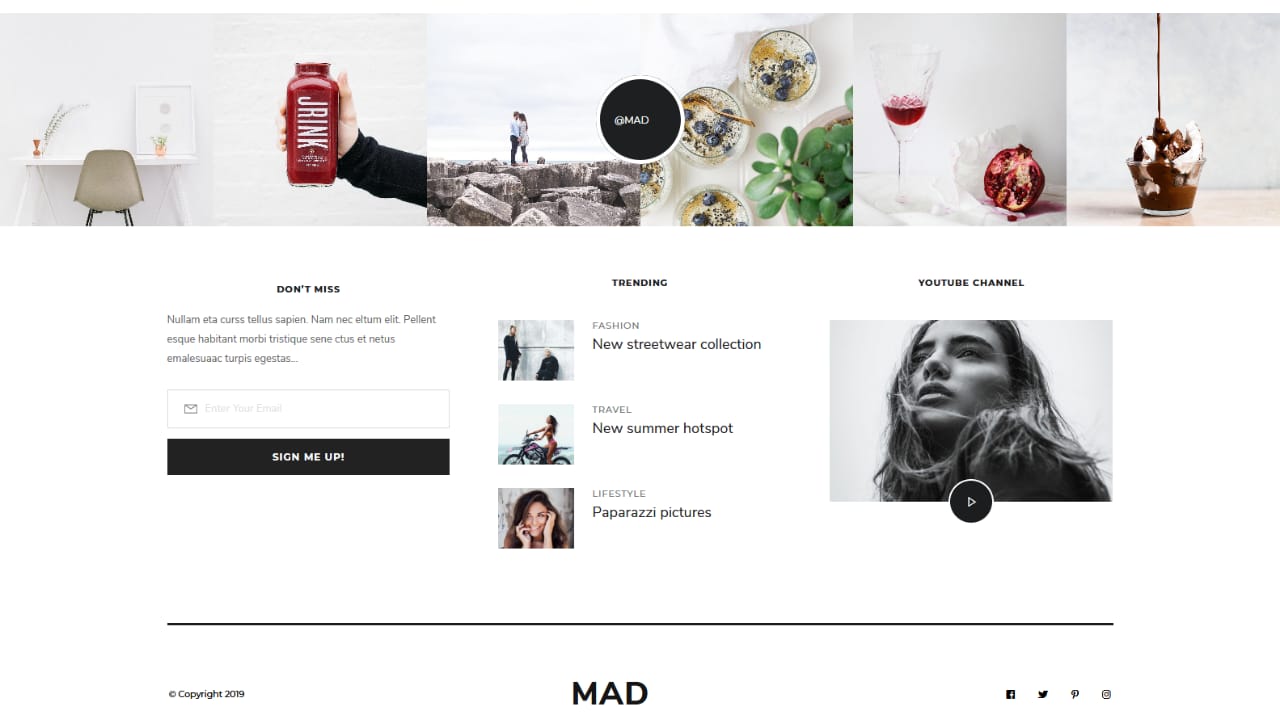 JRINK
@MAD
DON'T MISS
Nullam eta curss tellus sapien. Nam nec eltum elit. Pellent
esque habitant morbi tristique sene ctus et netus
emalesuaac turpis egestas...
Enter Your Email
SIGN ME UP!
TRENDING
FASHION
New streetwear collection
TRAVEL
New summer hotspot
LIFESTYLE
Paparazzi pictures
YOUTUBE CHANNEL
© Copyright 2019
MAD